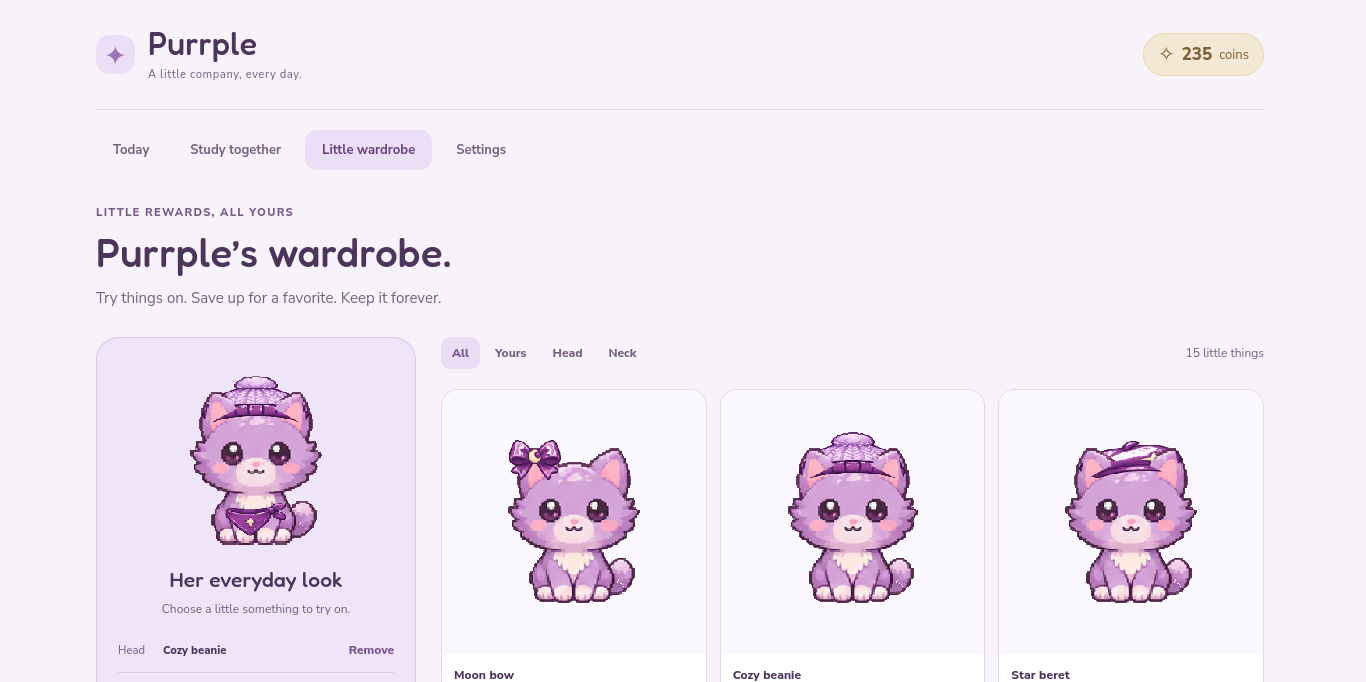 Purrple
A little company, every day.
235 coins
Today
Study together
Little wardrobe
Settings
LITTLE REWARDS, ALL YOURS
Purrple’s wardrobe.
Try things on. Save up for a favorite. Keep it forever.
Her everyday look
Choose a little something to try on.
Head Cozy beanie Remove
All
Yours
Head
Neck
15 little things
Moon bow
Cozy beanie
Star beret